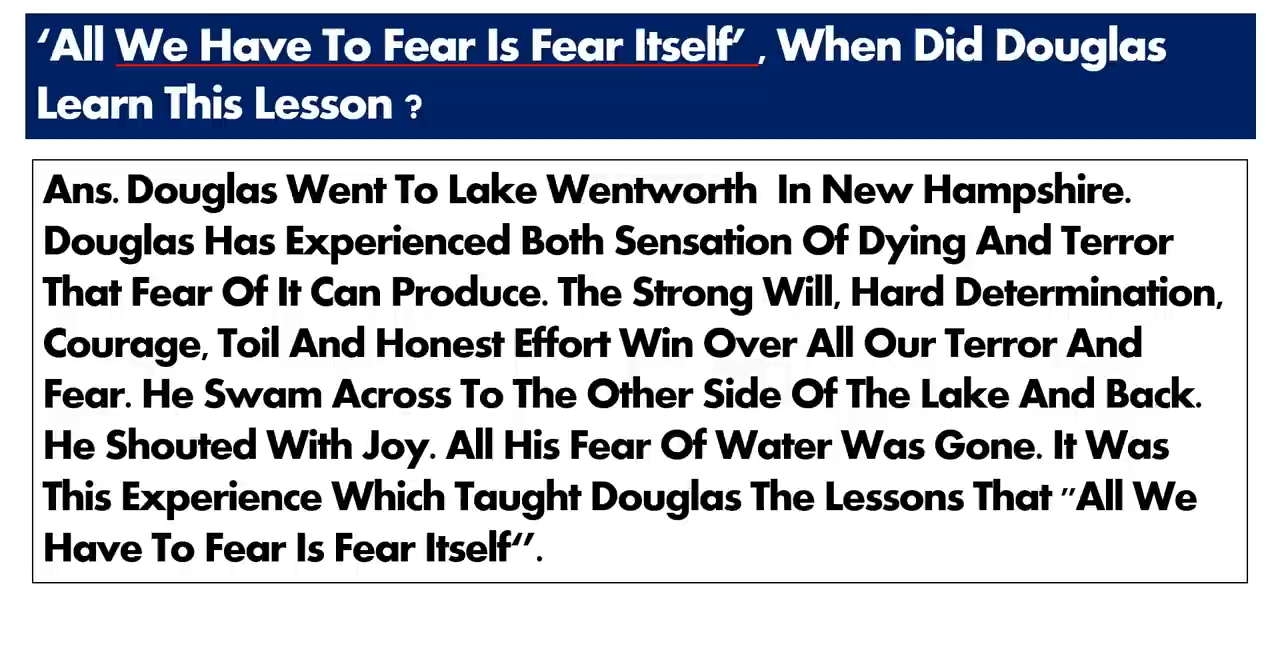 ‘All We Have To Fear Is Fear Itself’ , When Did Douglas
Learn This Lesson ?
Ans. Douglas Went To Lake Wentworth In New Hampshire.
Douglas Has Experienced Both Sensation Of Dying And Terror
That Fear Of It Can Produce. The Strong Will, Hard Determination,
Courage, Toil And Honest Effort Win Over All Our Terror And
Fear. He Swam Across To The Other Side Of The Lake And Back.
He Shouted With Joy. All His Fear Of Water Was Gone. It Was
This Experience Which Taught Douglas The Lessons That ”All We
Have To Fear Is Fear Itself“”.